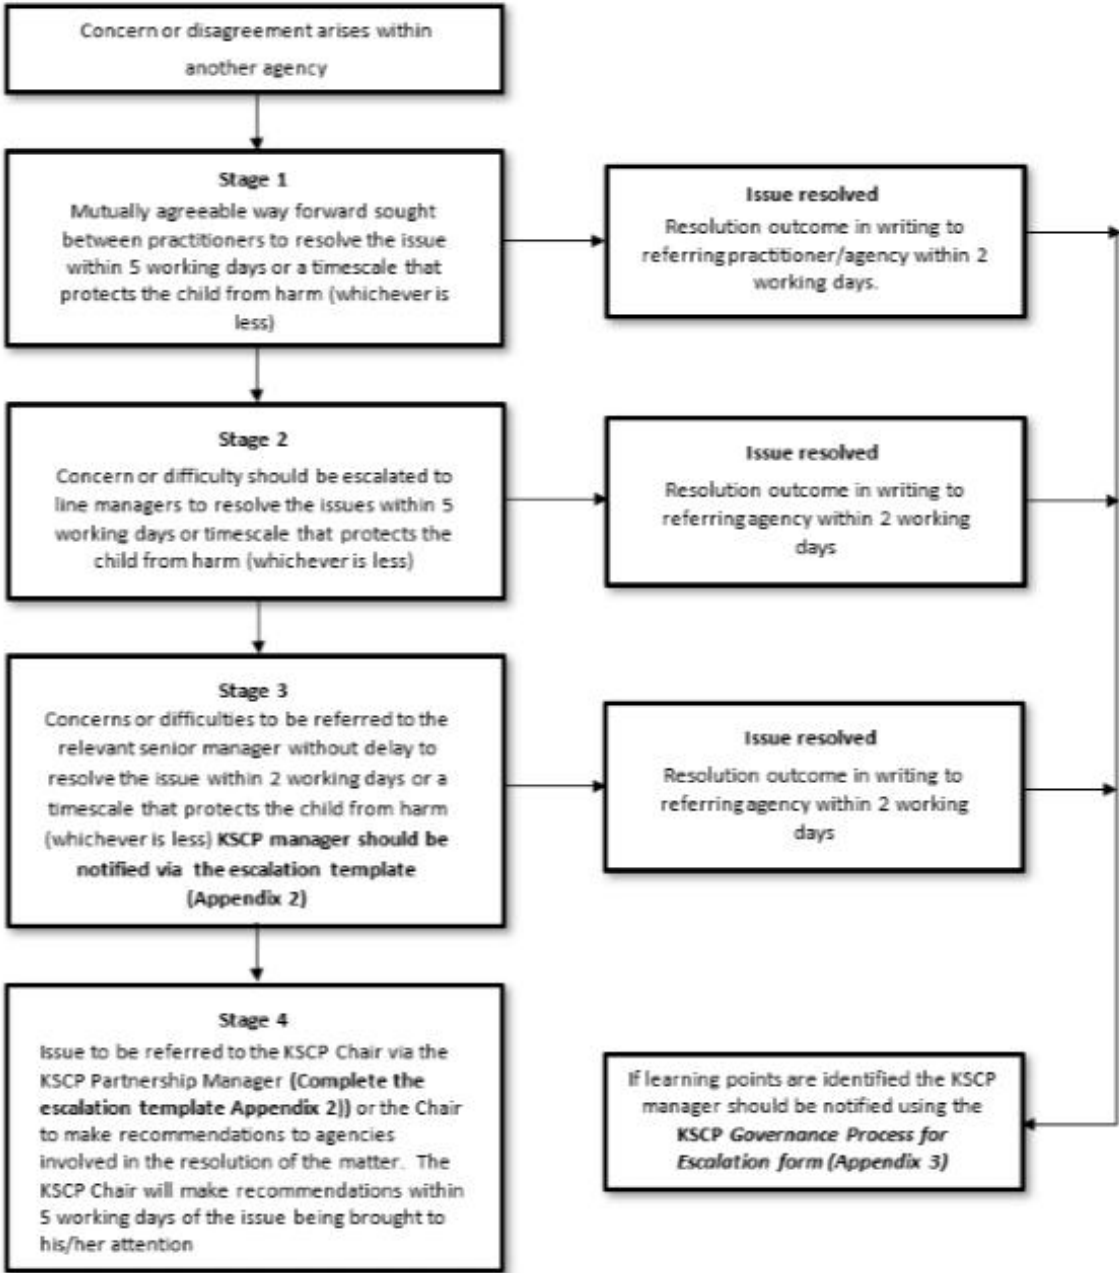 Concern or disagreement arises within
another agency
Stage 1
Mutually agreeable way forward sought
between practitioners to resolve the issue
within 5 working days or a timescale that
protects the child from harm (whichever is
less)
Issue resolved
Resolution outcome in writing to
referring practitioner/agency within 2
working days.
Stage 2
Concern or difficulty should be escalated to
line managers to resolve the issues within 5
working days or timescale that protects the
child from harm (whichever is less)
Issue resolved
Resolution outcome in writing to
referring agency within 2 working
days
Stage 3
Concerns or difficulties to be referred to the
relevant senior manager without delay to
resolve the issue within 2 working days or a
timescale that protects the child from harm
(whichever is less) KSCP manager should be
notified via the escalation template
(Appendix 2)
Issue resolved
Resolution outcome in writing to
referring agency within 2 working
days
Stage 4
Issue to be referred to the KSCP Chair via the
KSCP Partnership Manager (Complete the
escalation template Appendix 2)) or the Chair
to make recommendations to agencies
involved in the resolution of the matter. The
KSCP Chair will make recommendations within
5 working days of the issue being brought to
his/her attention
If learning points are identified the KSCP
manager should be notified using the
KSCP Governance Process for
Escalation form (Appendix 3)